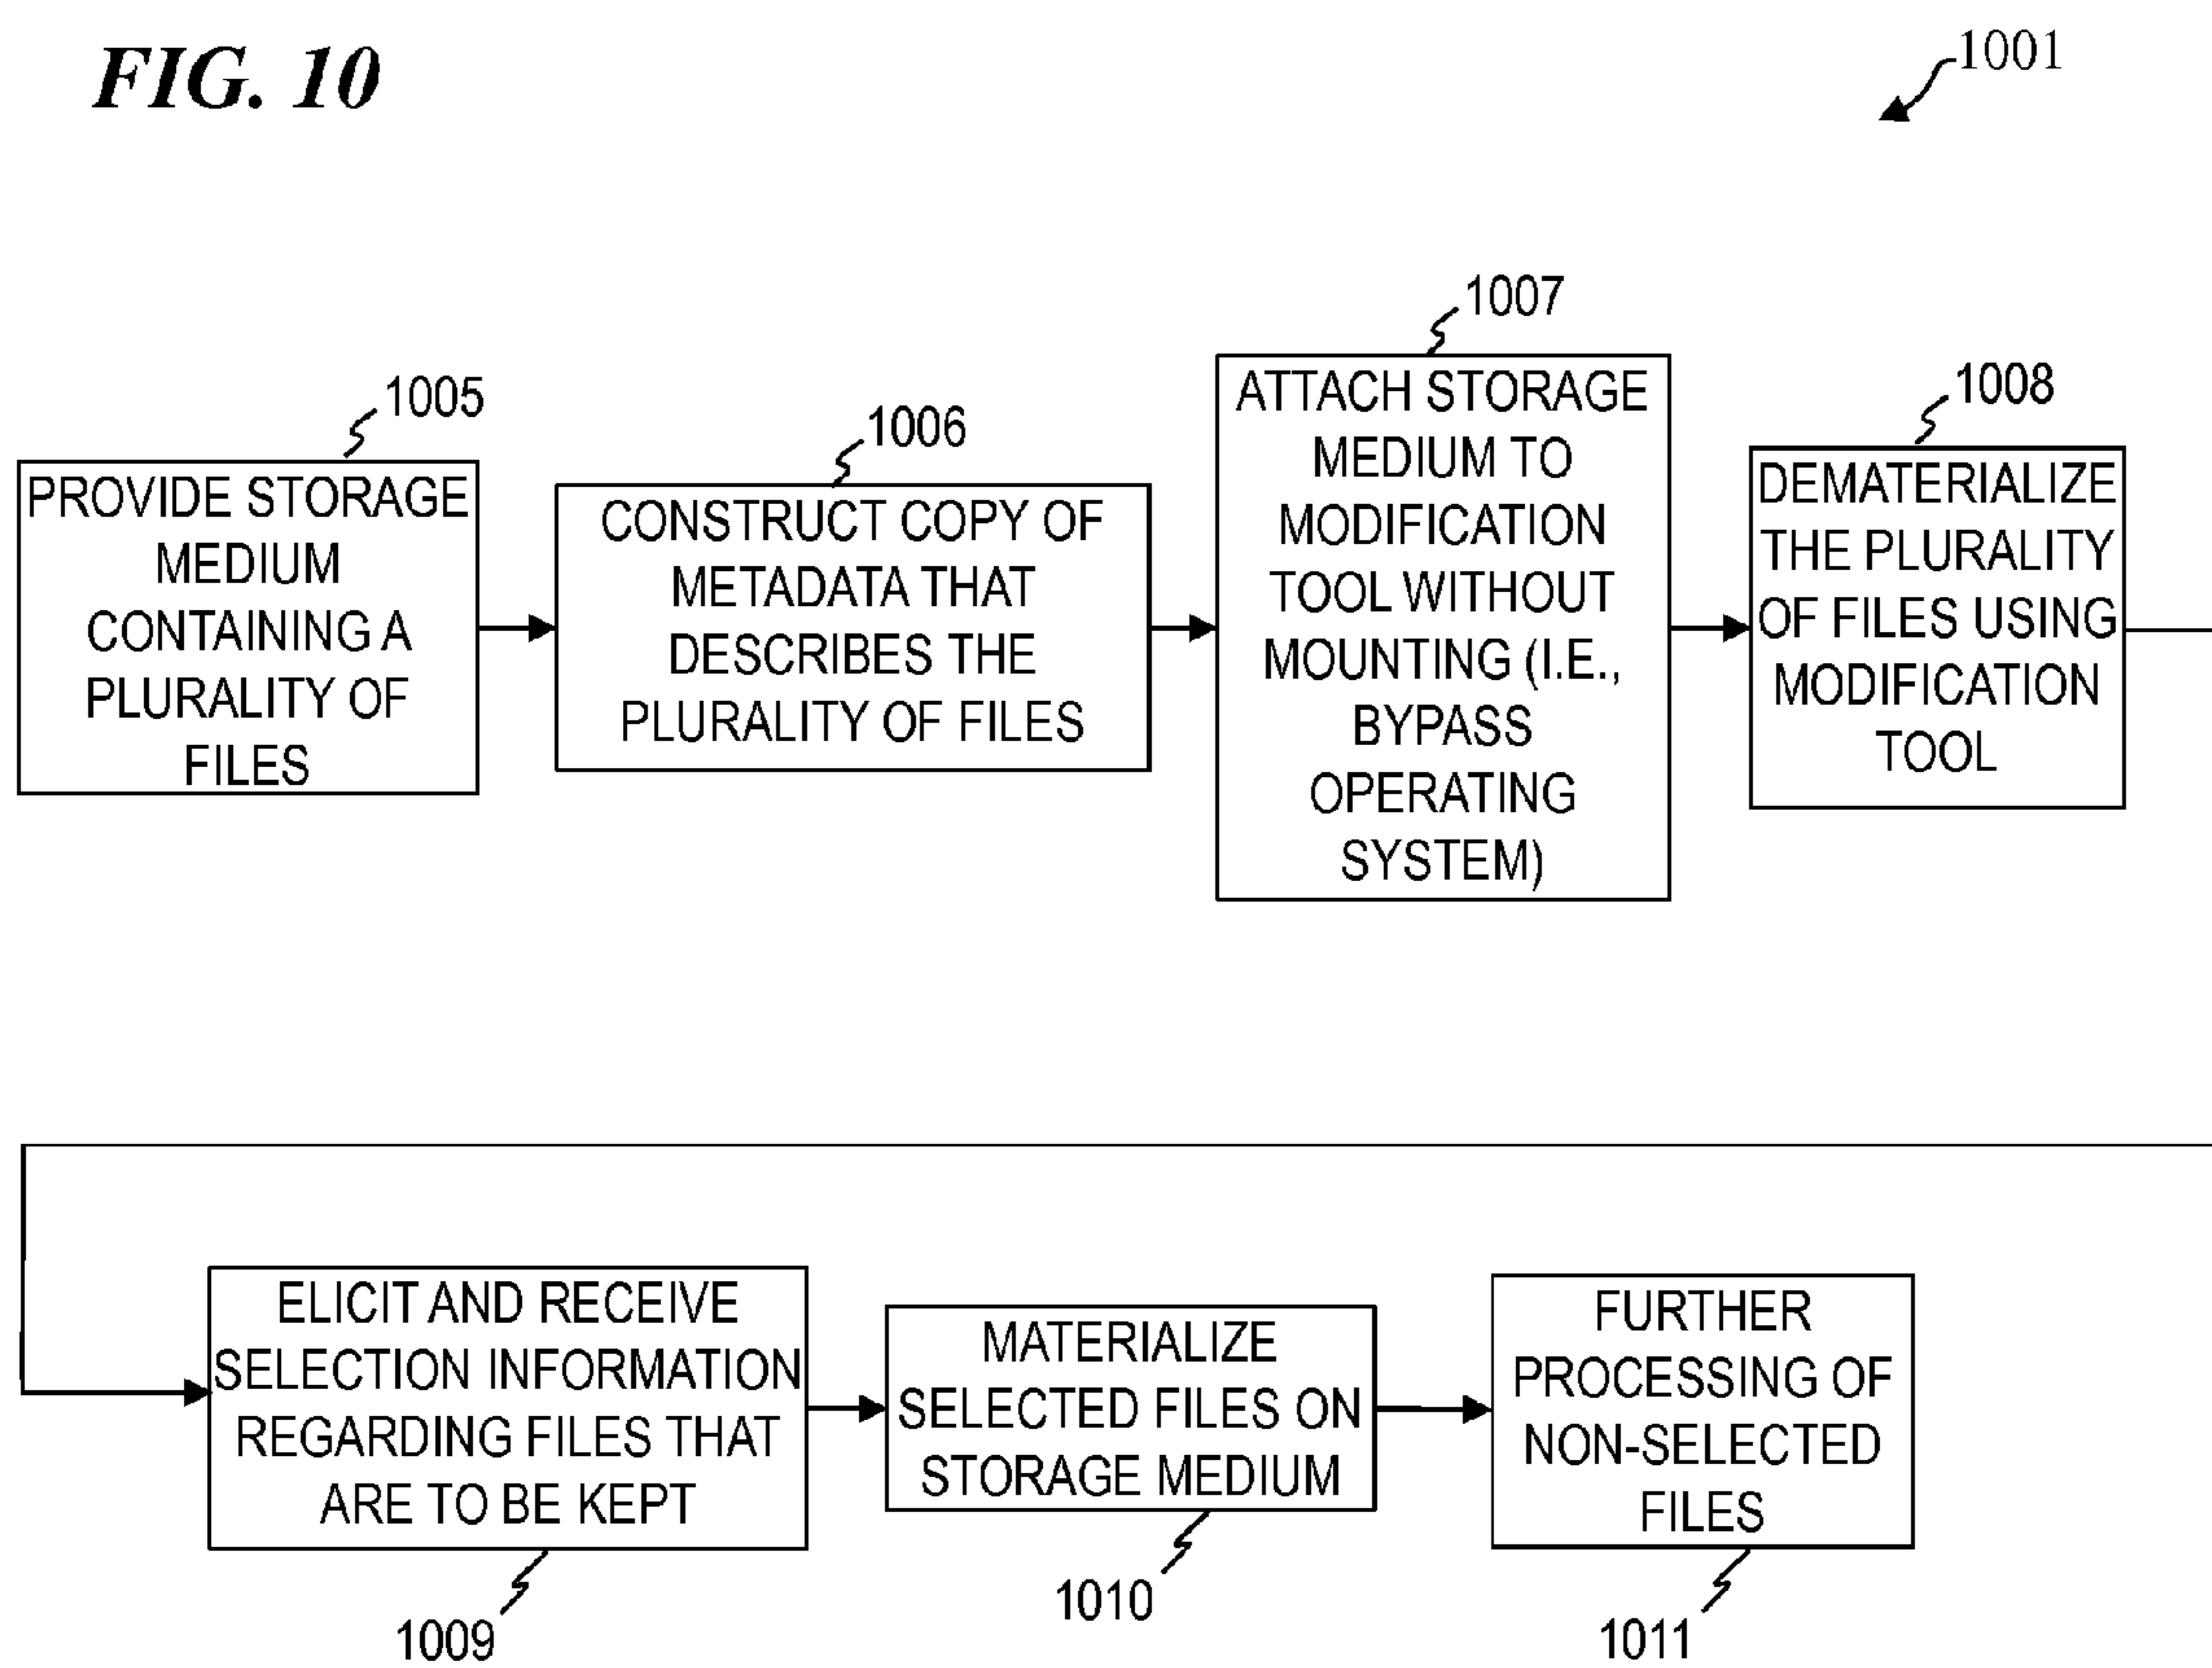 FIG. 10
1001
1005
PROVIDE STORAGE
MEDIUM
CONTAINING A
PLURALITY OF
FILES
1006
CONSTRUCT COPY OF
METADATA THAT
DESCRIBES THE
PLURALITY OF FILES
1007
ATTACH STORAGE
MEDIUM TO
MODIFICATION
TOOL WITHOUT
MOUNTING (I.E.,
BYPASS
OPERATING
SYSTEM)
1008
DEMATERIALIZE
THE PLURALITY
OF FILES USING
MODIFICATION
TOOL
ELICIT AND RECEIVE
SELECTION INFORMATION
REGARDING FILES THAT
ARE TO BE KEPT
1009
MATERIALIZE
SELECTED FILES ON
STORAGE MEDIUM
1010
FURTHER
PROCESSING OF
NON-SELECTED
FILES
1011